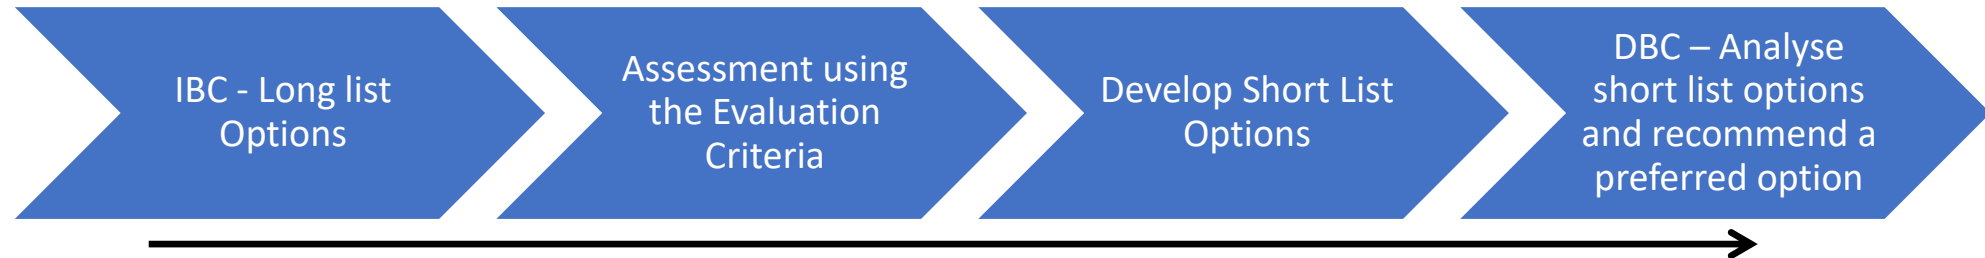 IBC - Long list
Options
Assessment using
the Evaluation
Criteria
Develop Short List
Options
DBC – Analyse
short list options
and recommend a
preferred option